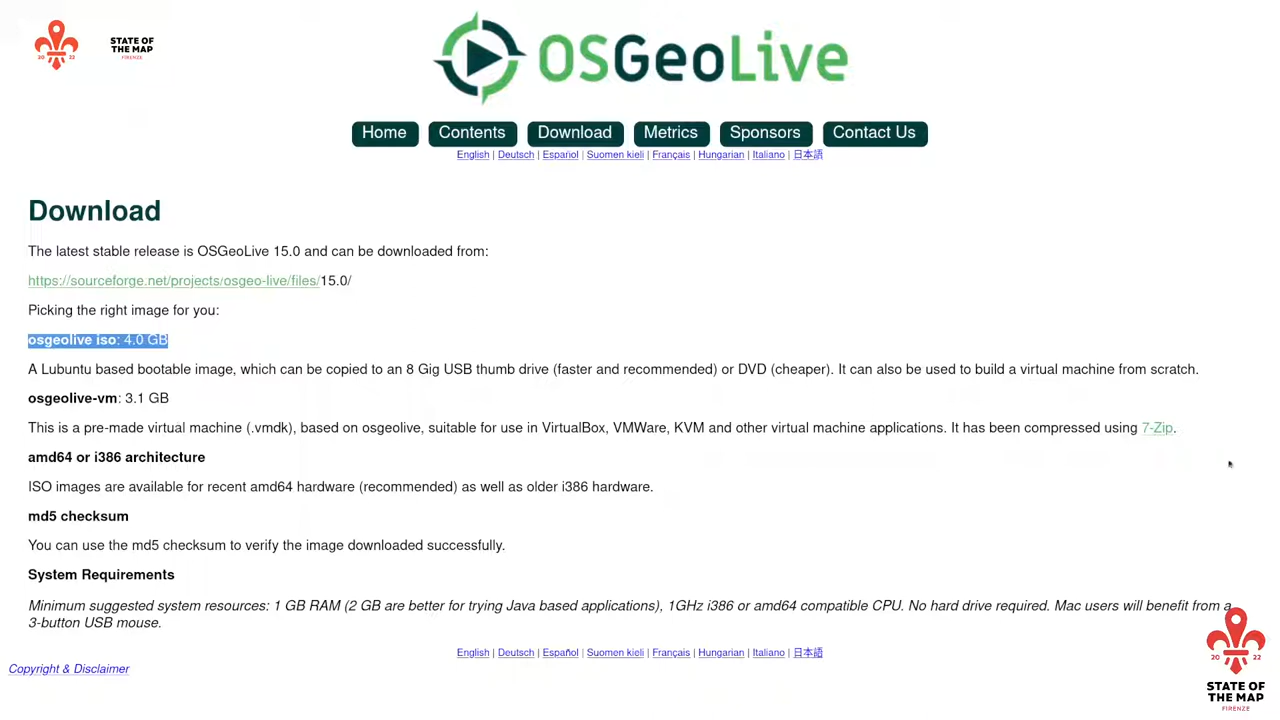 20 22
STATE OF
THE MAP
FIRENZE
OSGeoLive
Home Contents Download Metrics Sponsors Contact Us
English | Deutsch | Español | Suomen kieli | Français | Hungarian | Italiano | 日本語
Download
The latest stable release is OSGeoLive 15.0 and can be downloaded from:
https://sourceforge.net/projects/osgeo-live/files/15.0/
Picking the right image for you:
osgeolive iso: 4.0 GB
A Lubuntu based bootable image, which can be copied to an 8 Gig USB thumb drive (faster and recommended) or DVD (cheaper). It can also be used to build a virtual machine from scratch.
osgeolive-vm: 3.1 GB
This is a pre-made virtual machine (.vmdk), based on osgeolive, suitable for use in VirtualBox, VMWare, KVM and other virtual machine applications. It has been compressed using 7-Zip.
amd64 or i386 architecture
ISO images are available for recent amd64 hardware (recommended) as well as older i386 hardware.
md5 checksum
You can use the md5 checksum to verify the image downloaded successfully.
System Requirements
Minimum suggested system resources: 1 GB RAM (2 GB are better for trying Java based applications), 1GHz i386 or amd64 compatible CPU. No hard drive required. Mac users will benefit from a
3-button USB mouse.
English | Deutsch | Español | Suomen kieli | Français | Hungarian | Italiano | 日本語
Copyright & Disclaimer
20 22
STATE OF
THE MAP
FIRENZE